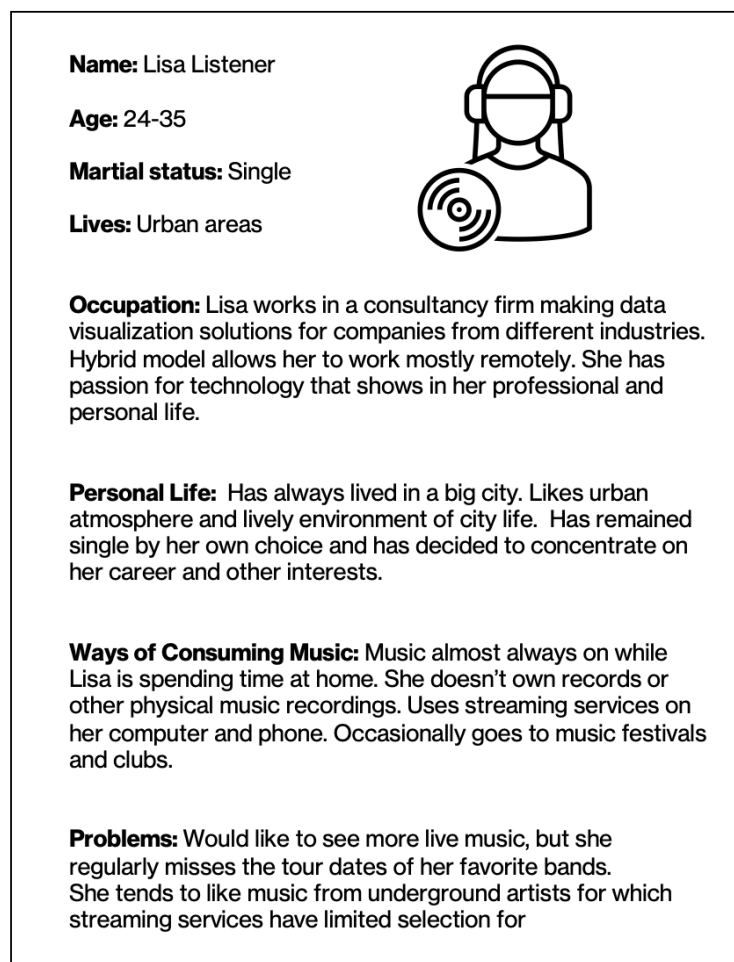 Name: Lisa Listener
Age: 24-35
Martial status: Single
Lives: Urban areas
Occupation: Lisa works in a consultancy firm making data
visualization solutions for companies from different industries.
Hybrid model allows her to work mostly remotely. She has
passion for technology that shows in her professional and
personal life.
Personal Life: Has always lived in a big city. Likes urban
atmosphere and lively environment of city life. Has remained
single by her own choice and has decided to concentrate on
her career and other interests.
Ways of Consuming Music: Music almost always on while
Lisa is spending time at home. She doesn’t own records or
other physical music recordings. Uses streaming services on
her computer and phone. Occasionally goes to music festivals
and clubs.
Problems: Would like to see more live music, but she
regularly misses the tour dates of her favorite bands.
She tends to like music from underground artists for which
streaming services have limited selection for